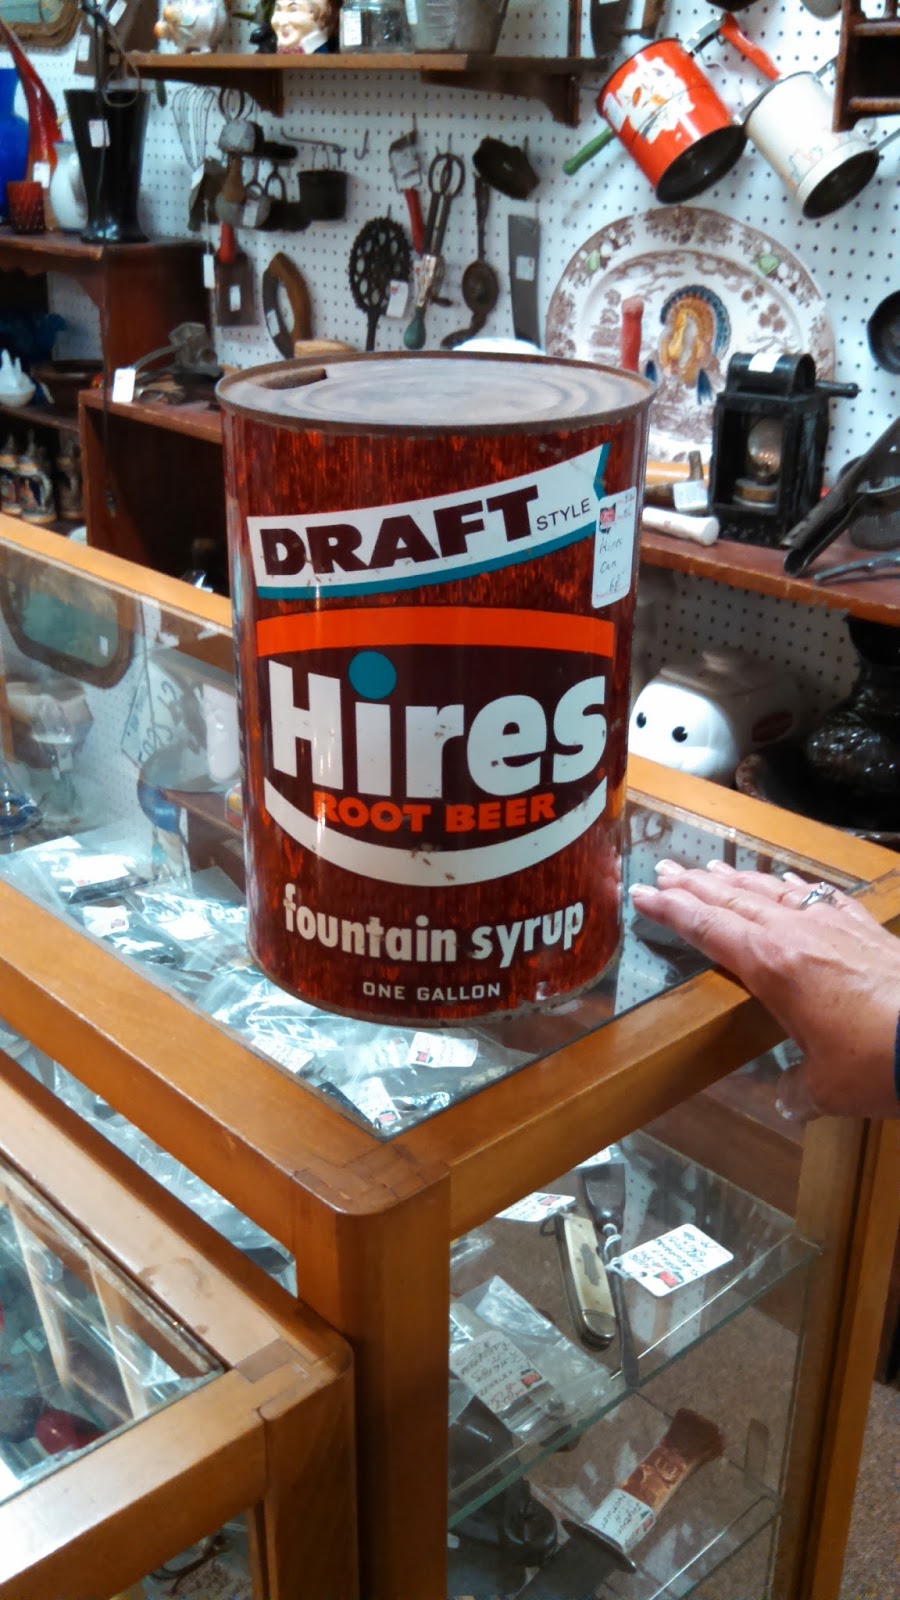 DRAFT STYLE
Hires
Can
Hires
ROOT BEER
fountain syrup
ONE GALLON